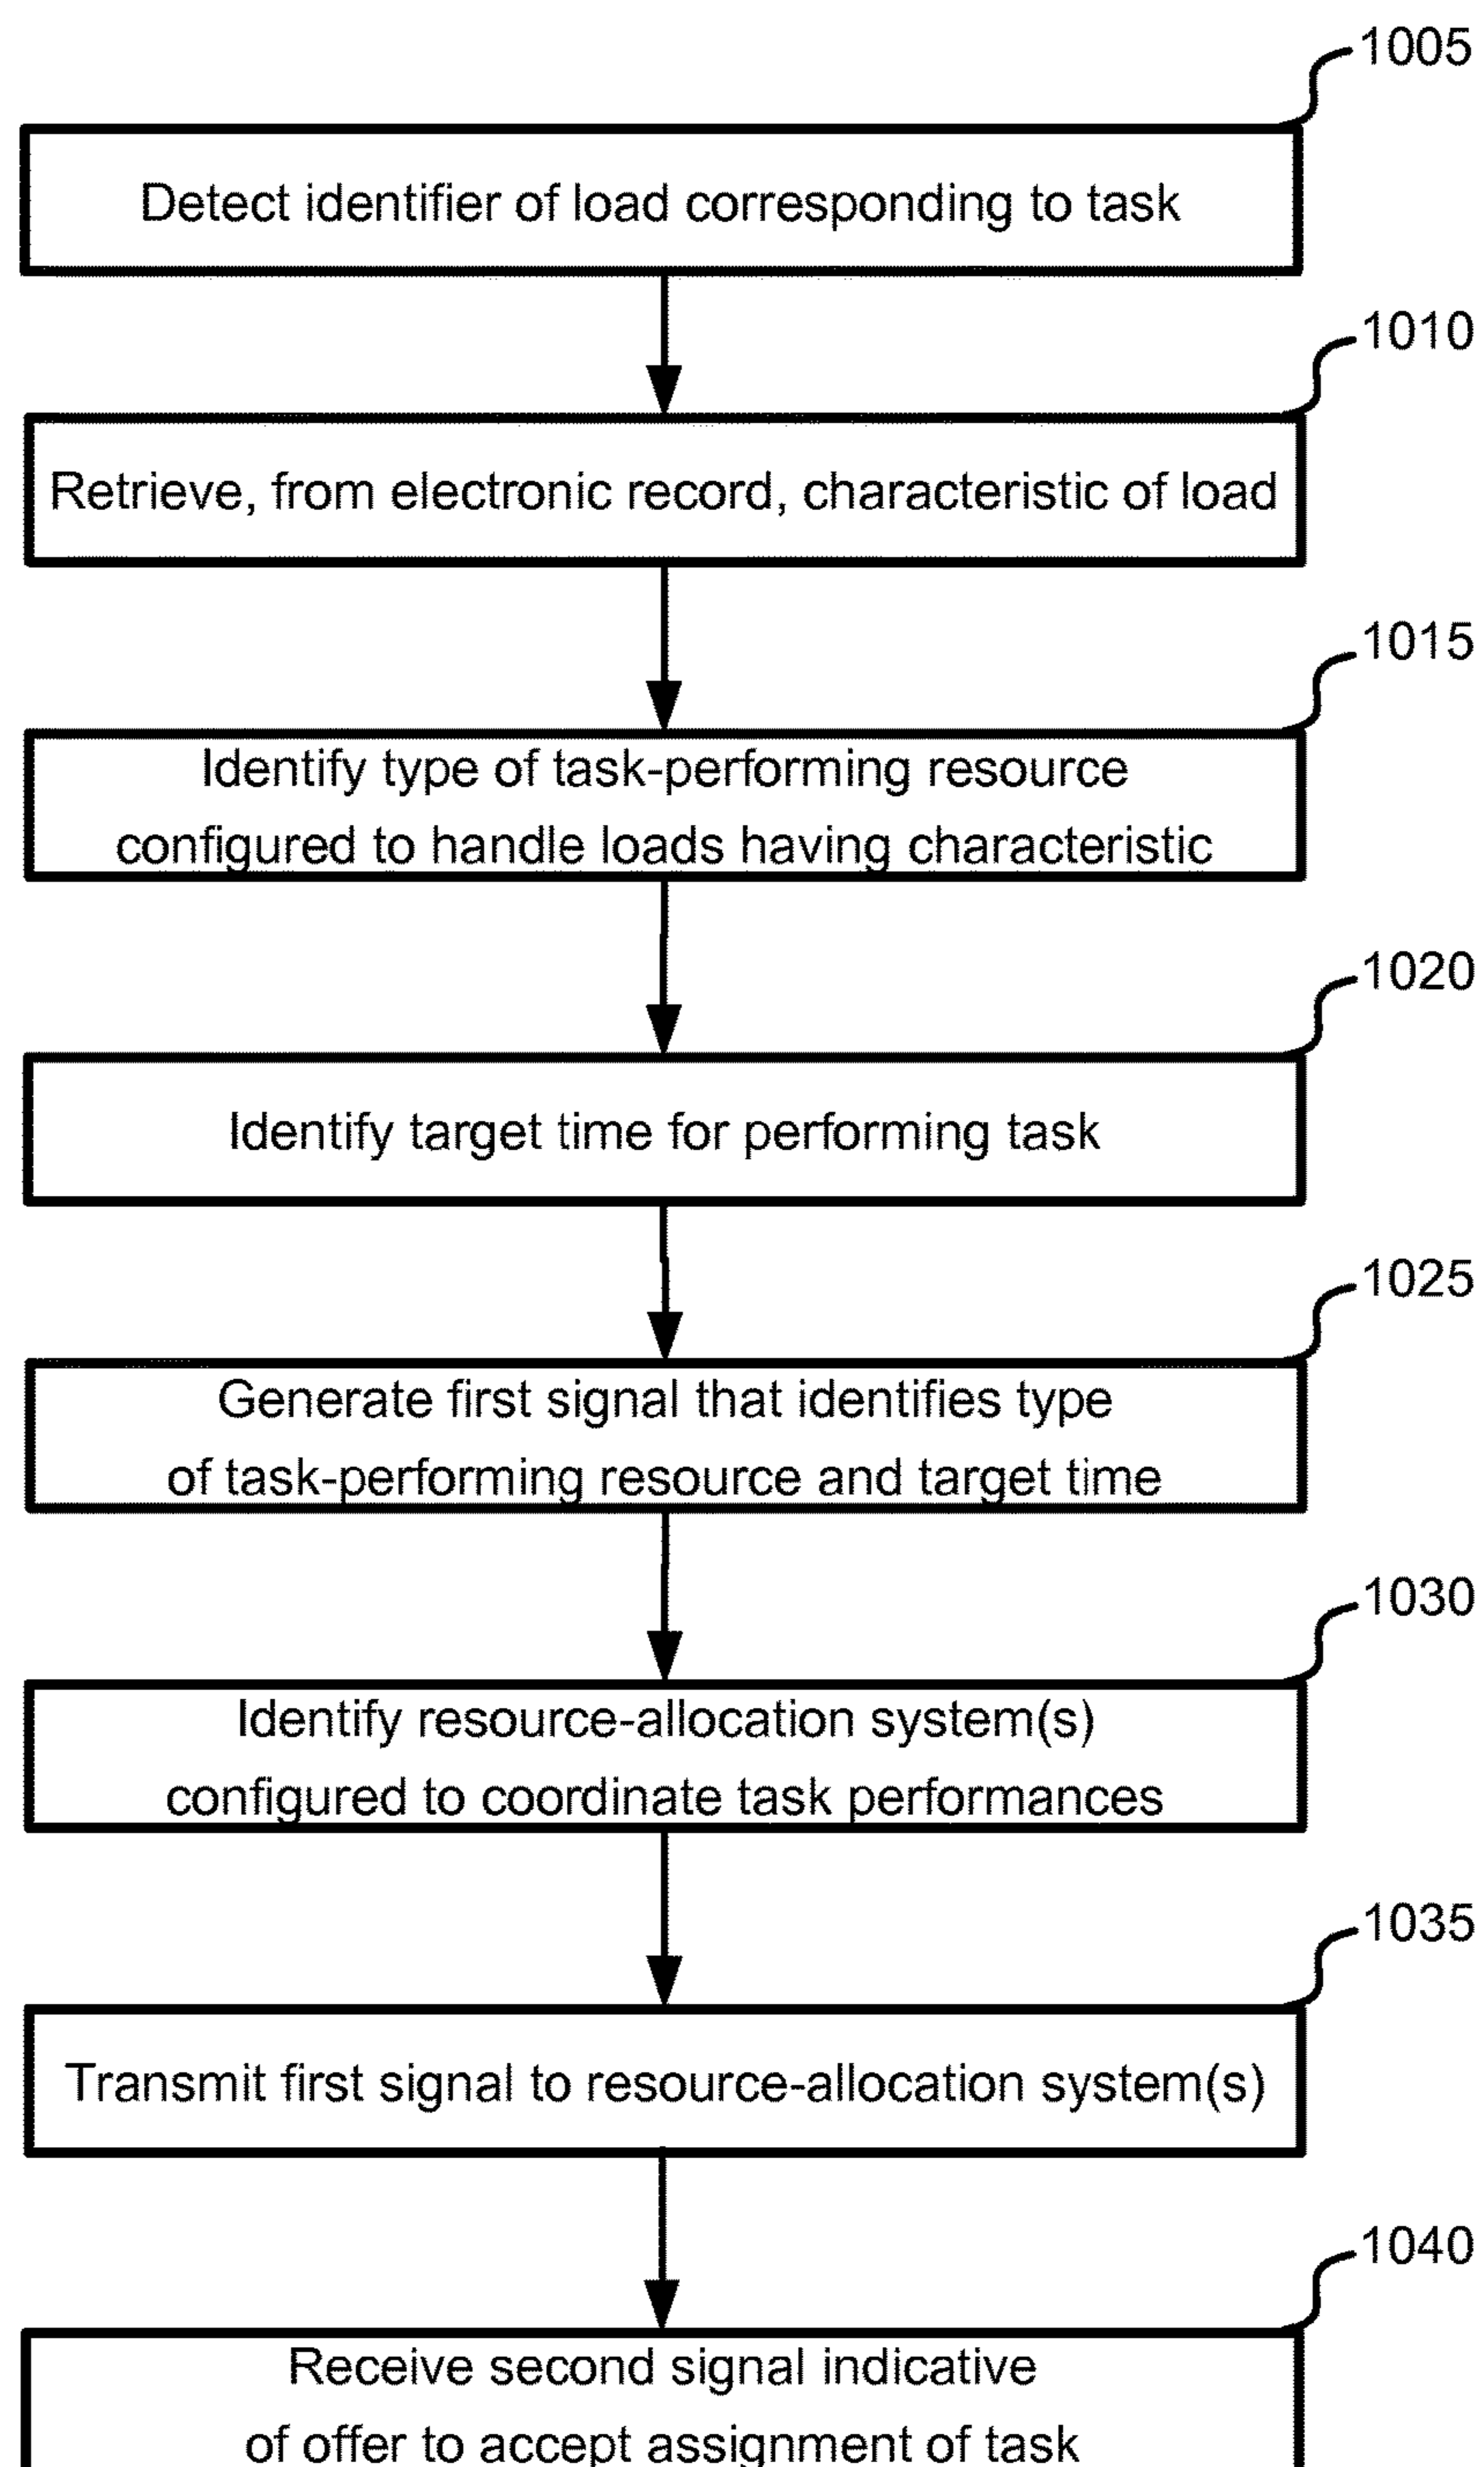 1005
Detect identifier of load corresponding to task
1010
Retrieve, from electronic record, characteristic of load
1015
Identify type of task-performing resource
configured to handle loads having characteristic
1020
Identify target time for performing task
1025
Generate first signal that identifies type
of task-performing resource and target time
1030
Identify resource-allocation system(s)
configured to coordinate task performances
1035
Transmit first signal to resource-allocation system(s)
1040
Receive second signal indicative
of offer to accept assignment of task